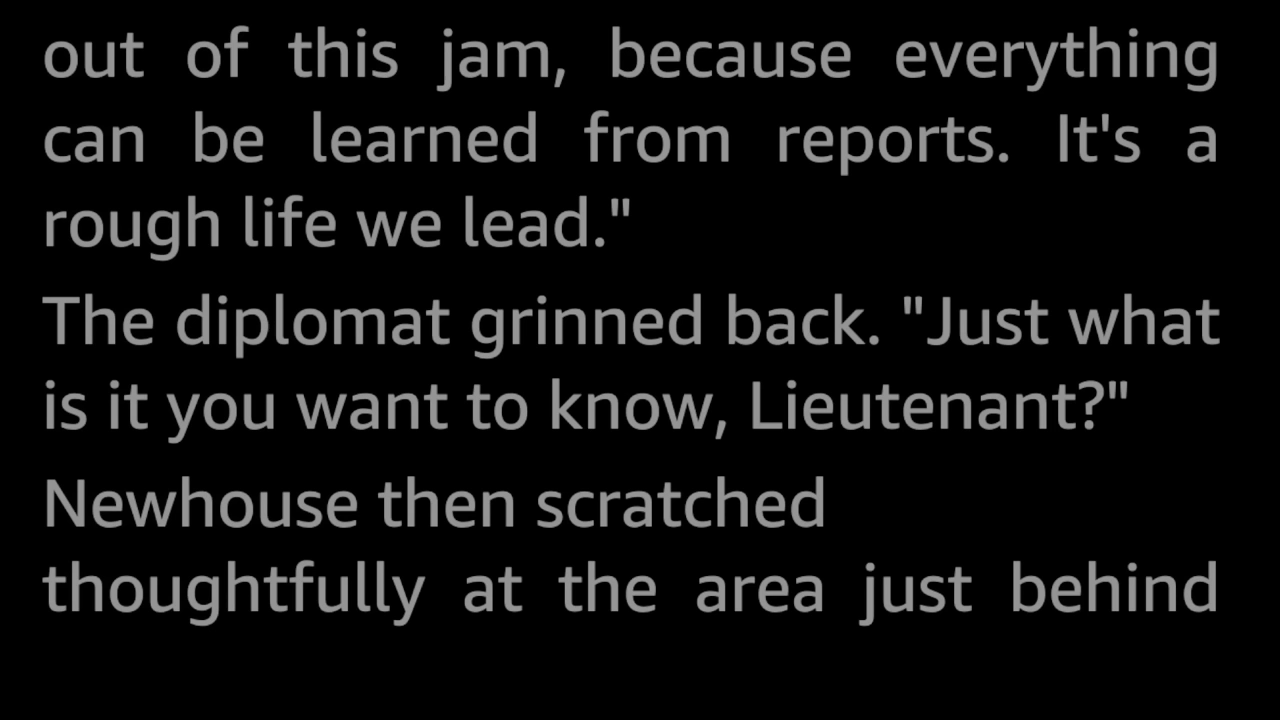 out of this jam, because everything
can be learned from reports. It's a
rough life we lead."
The diplomat grinned back. "Just what
is it you want to know, Lieutenant?"
Newhouse then scratched
thoughtfully at the area just behind